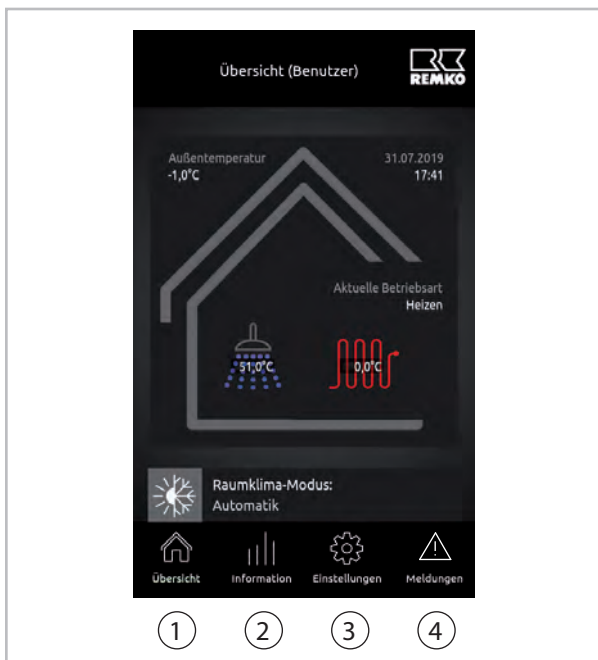 Übersicht (Benutzer)
REMKO
Außentemperatur
-1,0°C
31.07.2019
17:41
Aktuelle Betriebsart
Heizen
51,0°C
0,0°C
Raumklima-Modus:
Automatik
Übersicht Information Einstellungen Meldungen
1 2 3 4